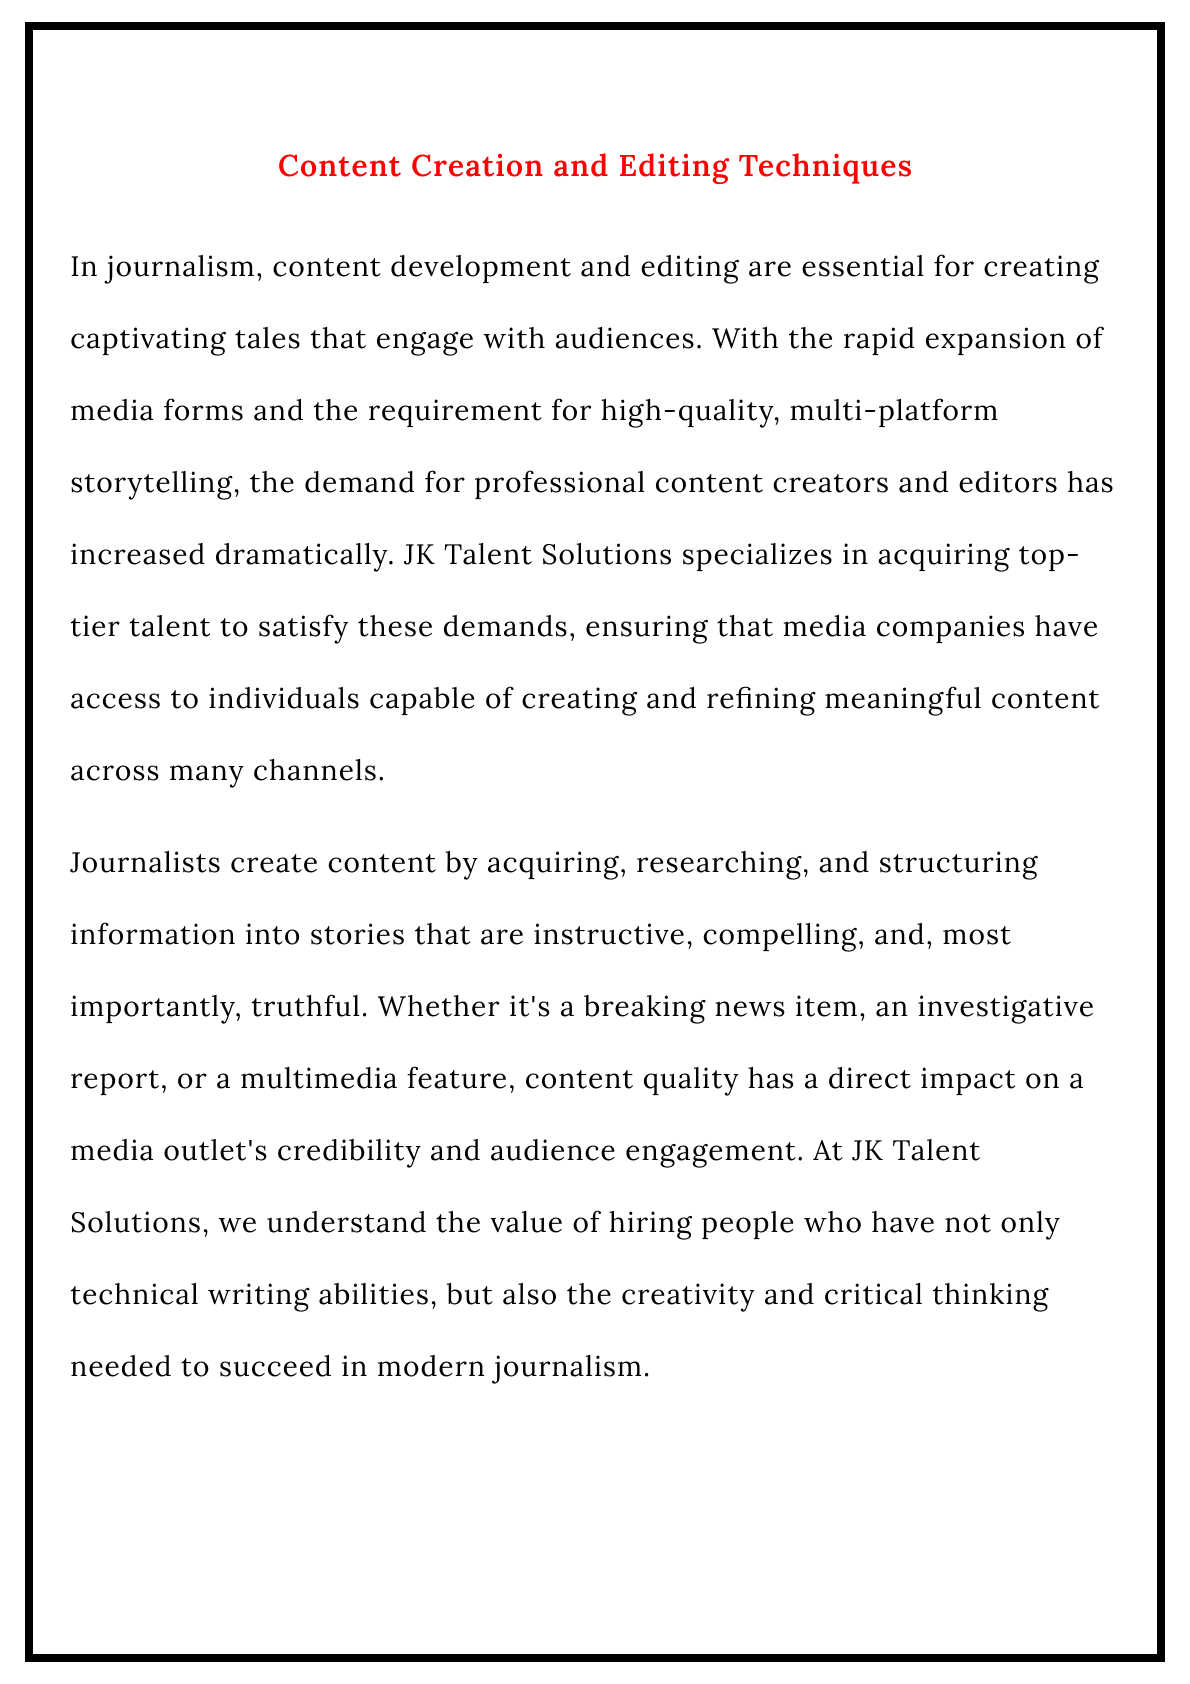 Content Creation and Editing Techniques
In journalism, content development and editing are essential for creating
captivating tales that engage with audiences. With the rapid expansion of
media forms and the requirement for high-quality, multi-platform
storytelling, the demand for professional content creators and editors has
increased dramatically. JK Talent Solutions specializes in acquiring top-
tier talent to satisfy these demands, ensuring that media companies have
access to individuals capable of creating and refining meaningful content
across many channels.
Journalists create content by acquiring, researching, and structuring
information into stories that are instructive, compelling, and, most
importantly, truthful. Whether it's a breaking news item, an investigative
report, or a multimedia feature, content quality has a direct impact on a
media outlet's credibility and audience engagement. At JK Talent
Solutions, we understand the value of hiring people who have not only
technical writing abilities, but also the creativity and critical thinking
needed to succeed in modern journalism.